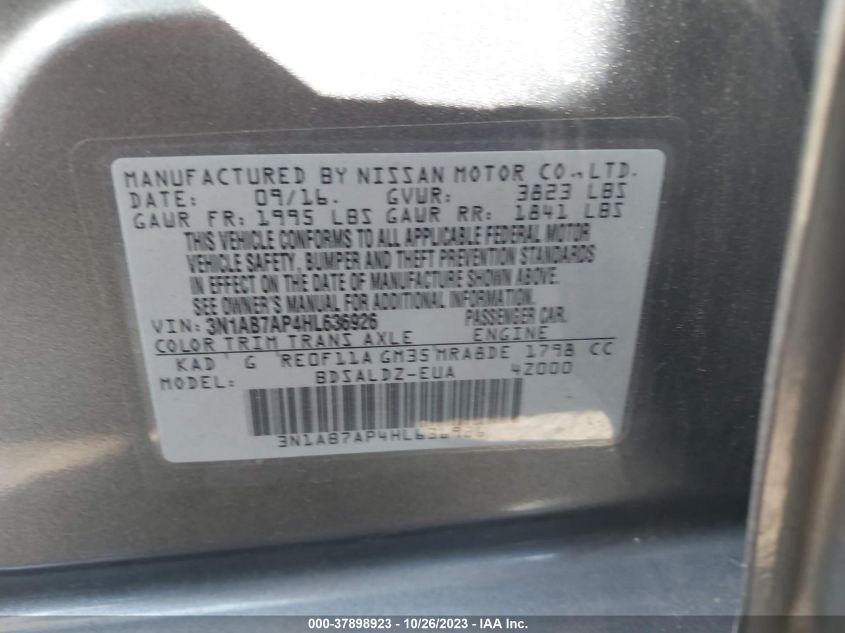 MANUFACTURED BY NISSAN MOTOR CO., LTD.
DATE: 09/16. GVWR: 3823 LBS
GAWR FR: 1995 LBS GAWR RR: 1841 LBS
THIS VEHICLE CONFORMS TO ALL APPLICABLE FEDERAL MOTOR
VEHICLE SAFETY, BUMPER AND THEFT PREVENTION STANDARDS
IN EFFECT ON THE DATE OF MANUFACTURE SHOWN ABOVE.
SEE OWNER'S MANUAL FOR ADDITIONAL INFORMATION.
VIN: 3N1AB7AP4HL636926 PASSENGER CAR.
COLOR TRIM TRANS AXLE ENGINE
KAD G RE0F11A GM35 MRA8DE 1798 CC
MODEL: BDSALDZ-EUA 42000
3N1AB7AP4HL636926
000-37898923 - 10/26/2023 - IAA Inc.